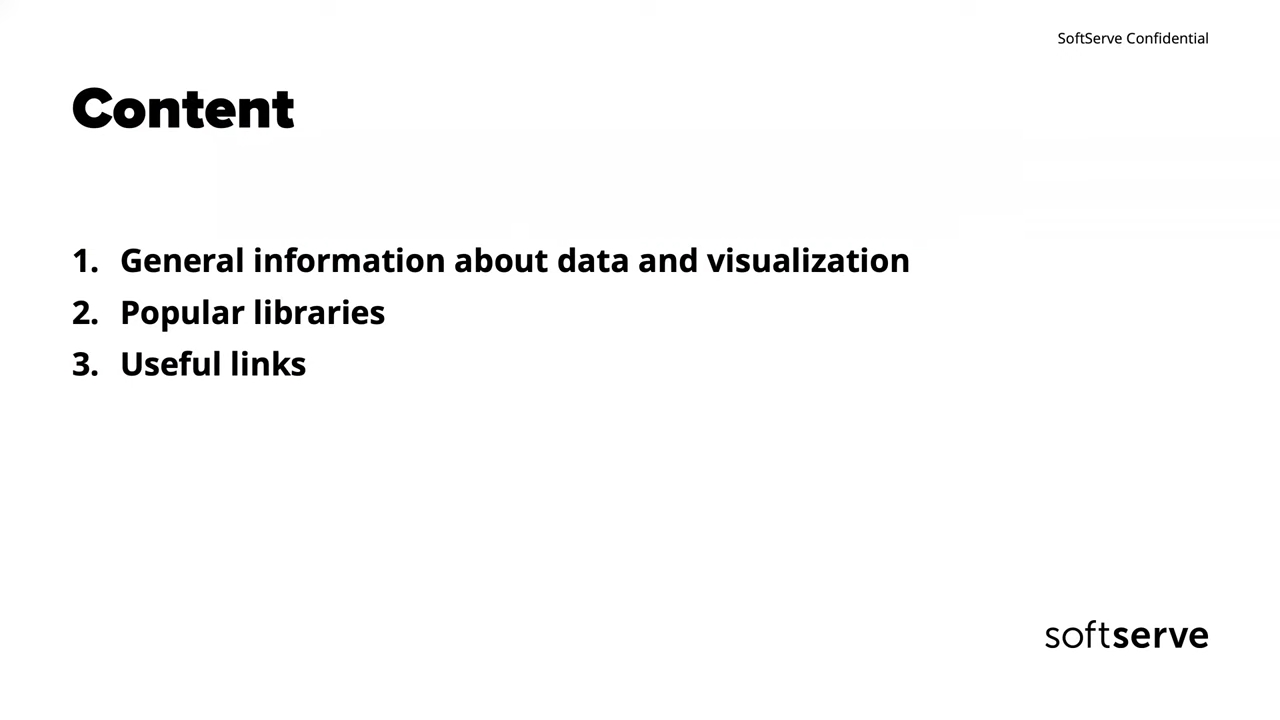 SoftServe Confidential
Content
1. General information about data and visualization
2. Popular libraries
3. Useful links
softserve